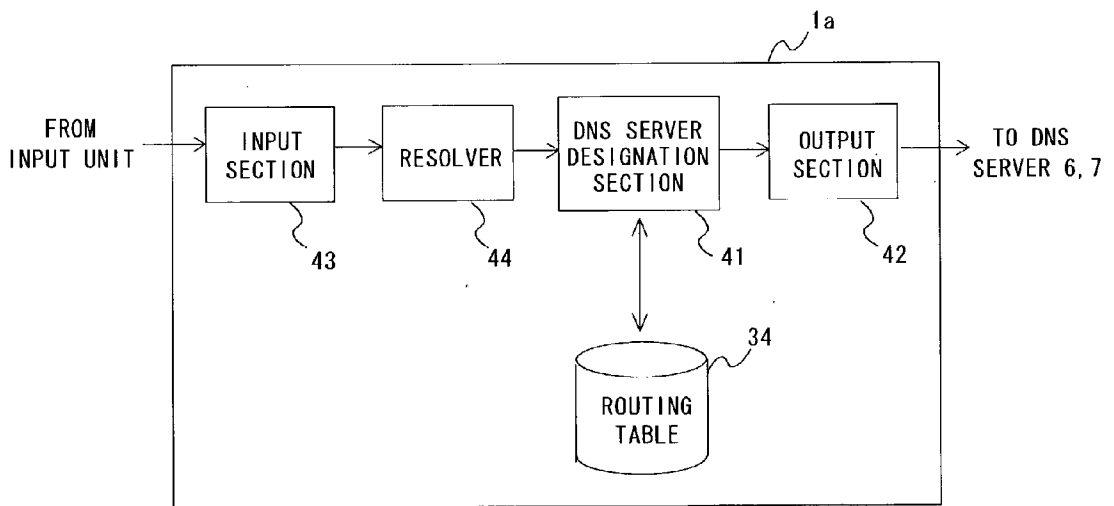 1a
FROM
INPUT UNIT
INPUT
SECTION
RESOLVER
DNS SERVER
DESIGNATION
SECTION
OUTPUT
SECTION
TO DNS
SERVER 6, 7
43
44
41
42
34
ROUTING
TABLE